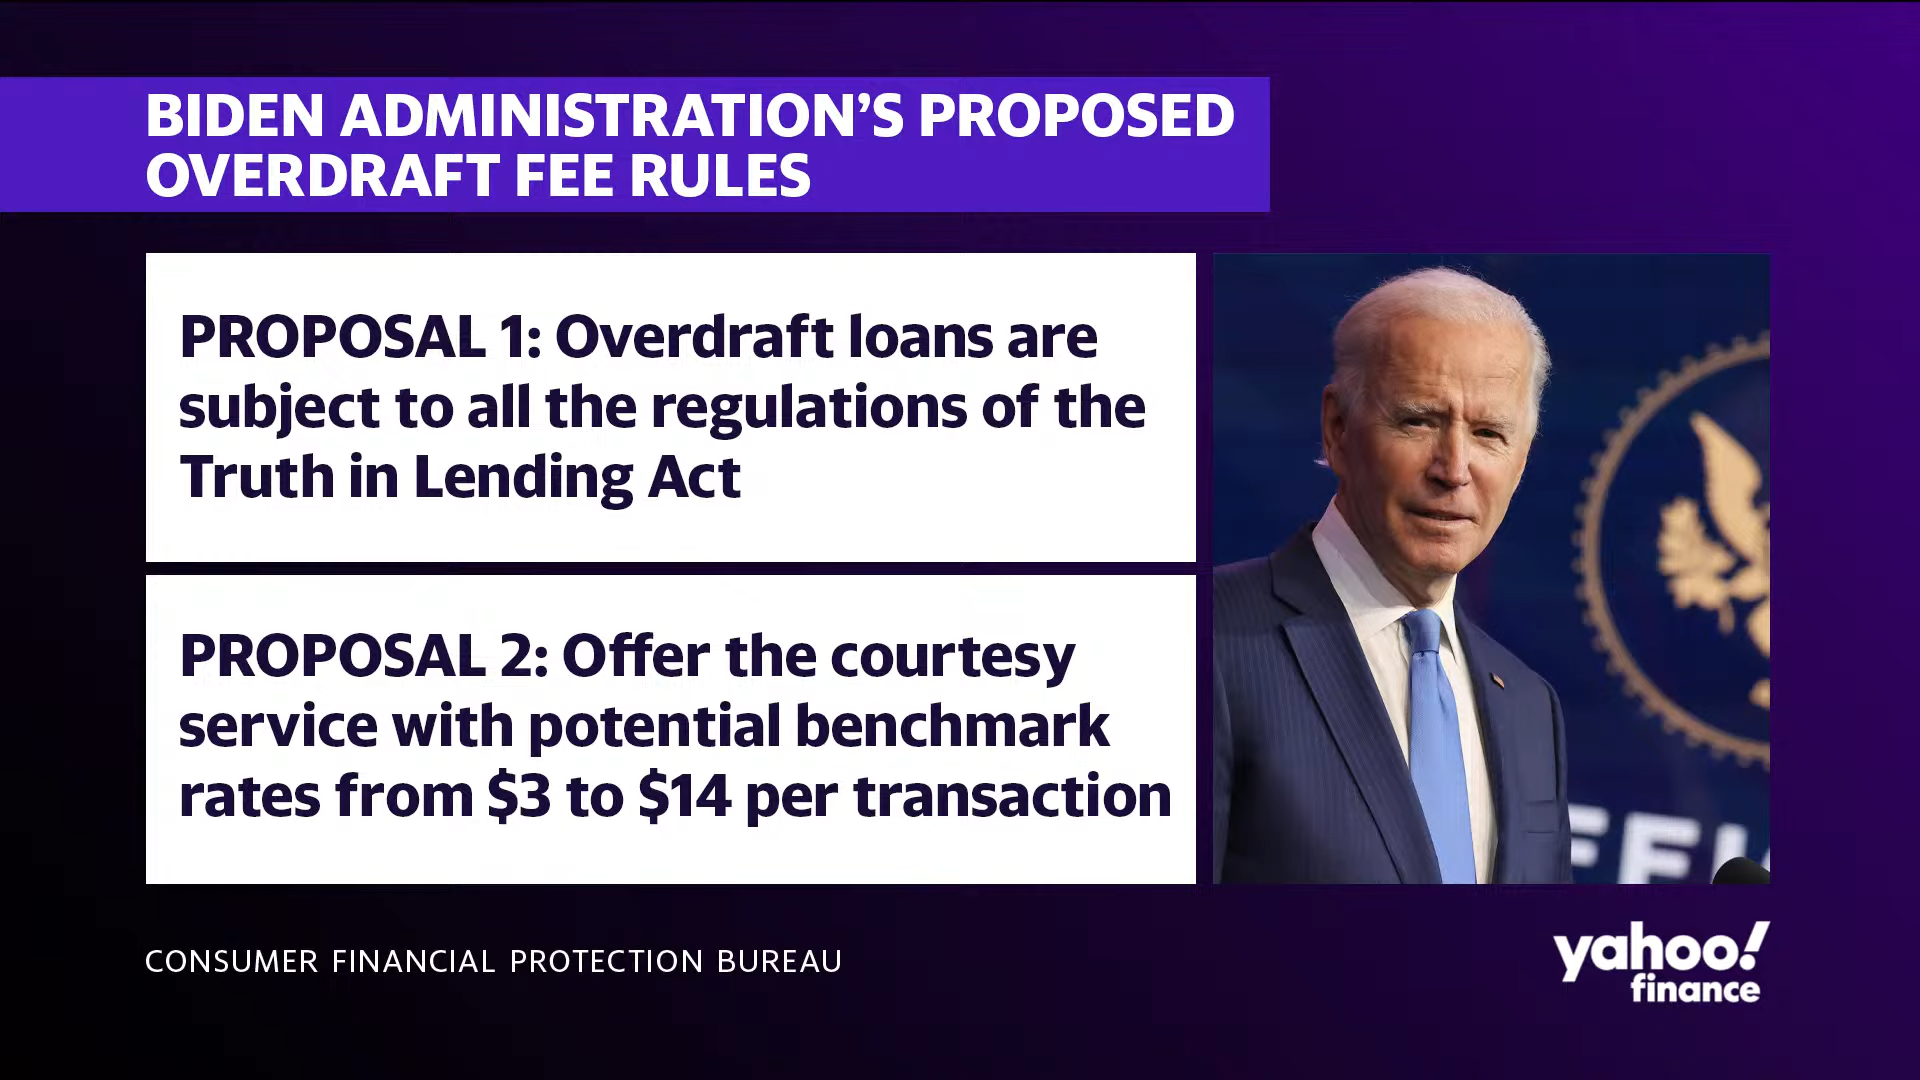 BIDEN ADMINISTRATION’S PROPOSED
OVERDRAFT FEE RULES
PROPOSAL 1: Overdraft loans are
subject to all the regulations of the
Truth in Lending Act
PROPOSAL 2: Offer the courtesy
service with potential benchmark
rates from $3 to $14 per transaction
CONSUMER FINANCIAL PROTECTION BUREAU
yahoo!
finance